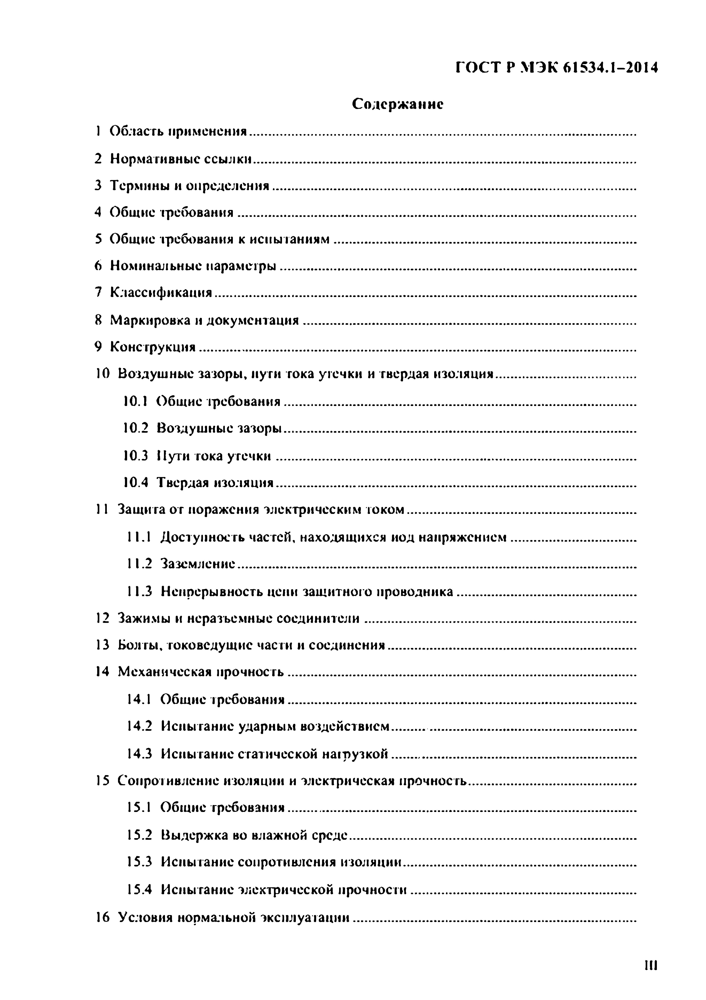 ГОСТ Р МЭК 61534.1–2014
Содержание
1 Область применения
2 Нормативные ссылки
3 Термины и определения
4 Общие требования
5 Общие требования к испытаниям
6 Номинальные параметры
7 Классификация
8 Маркировка и документация
9 Конструкция
10 Воздушные зазоры, пути тока утечки и твердая изоляция
10.1 Общие требования
10.2 Воздушные зазоры
10.3 Пути тока утечки
10.4 Твердая изоляция
11 Защита от поражения электрическим током
11.1 Доступность частей, находящихся под напряжением
11.2 Заземление
11.3 Непрерывность цепи защитного проводника
12 Зажимы и неразъемные соединители
13 Болты, токоведущие части и соединения
14 Механическая прочность
14.1 Общие требования
14.2 Испытание ударным воздействием
14.3 Испытание статической нагрузкой
15 Сопротивление изоляции и электрическая прочность
15.1 Общие требования
15.2 Выдержка во влажной среде
15.3 Испытание сопротивления изоляции
15.4 Испытание электрической прочности
16 Условия нормальной эксплуатации
III